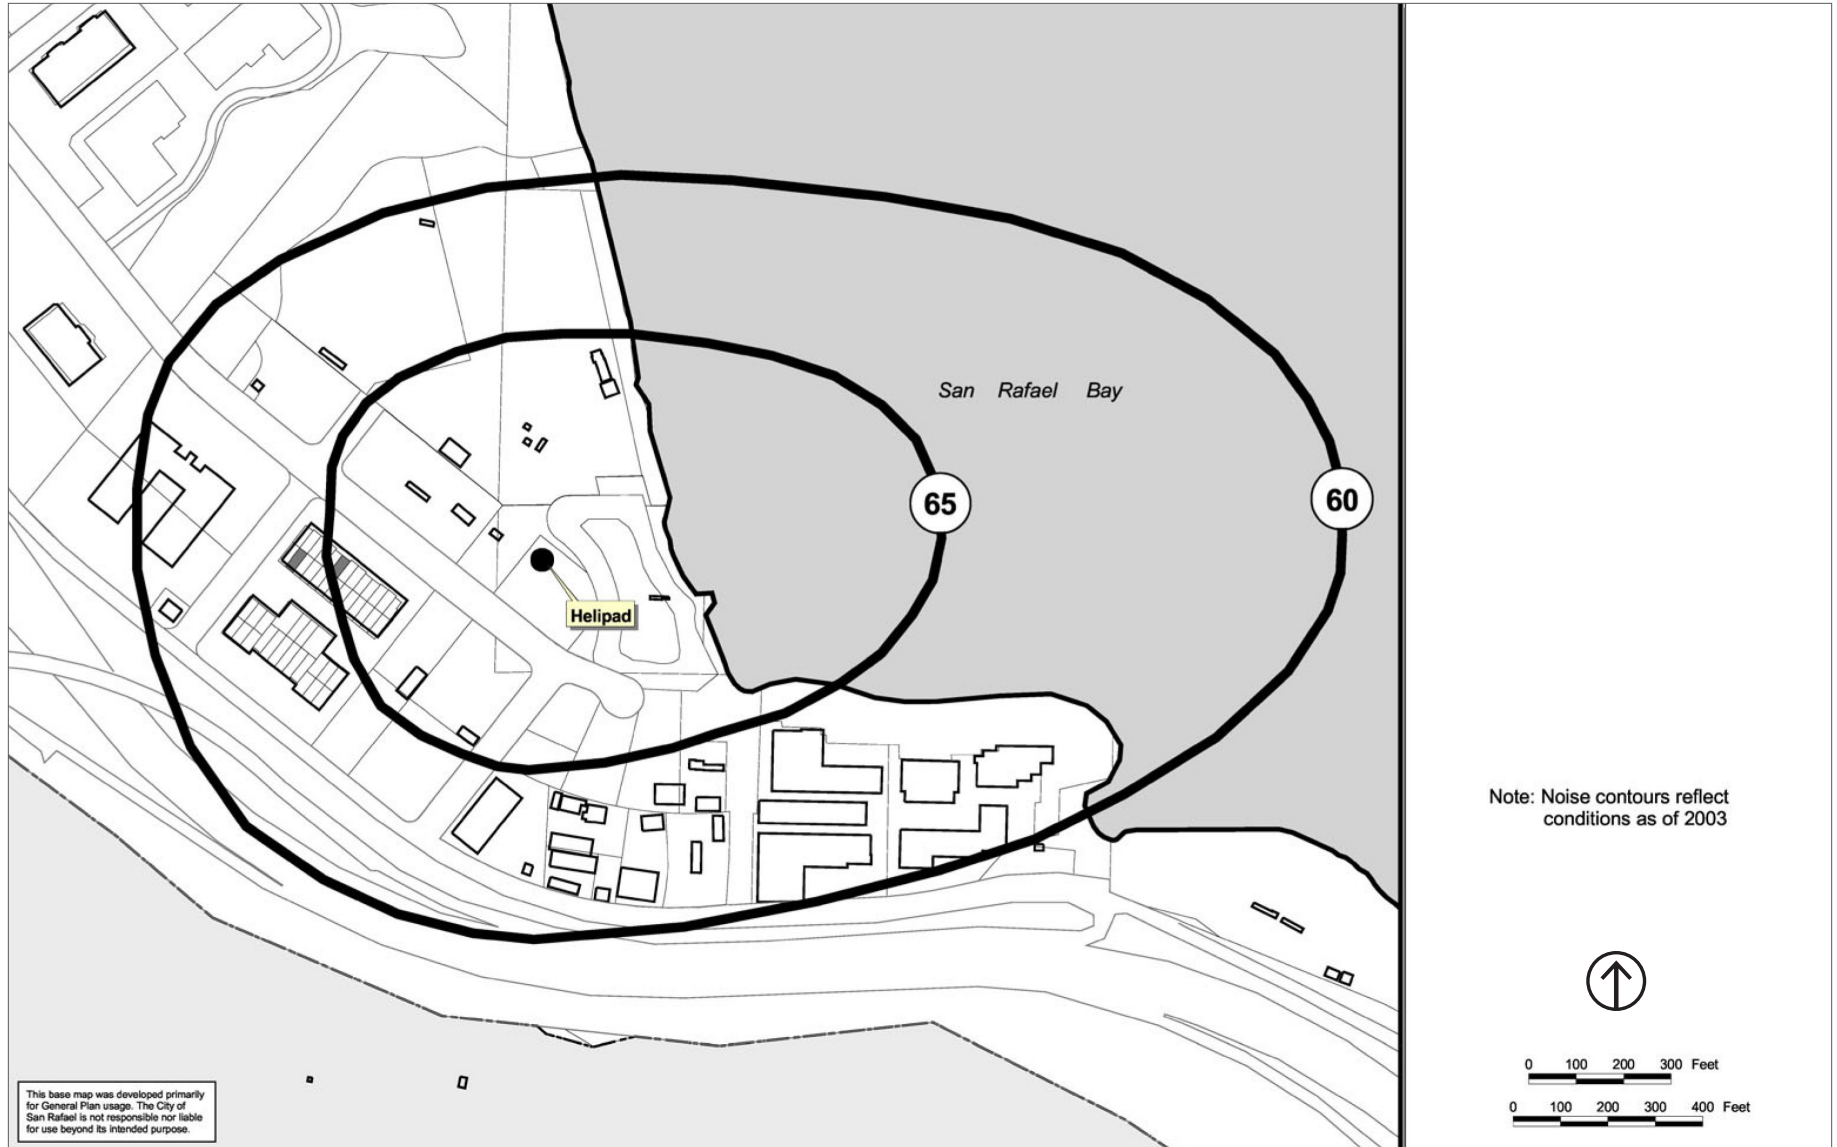 San Rafael Bay
65
60
Helipad
Note: Noise contours reflect
conditions as of 2003
0 100 200 300 Feet
0 100 200 300 400 Feet
This base map was developed primarily
for General Plan usage. The City of
San Rafael is not responsible nor liable
for use beyond its intended purpose.